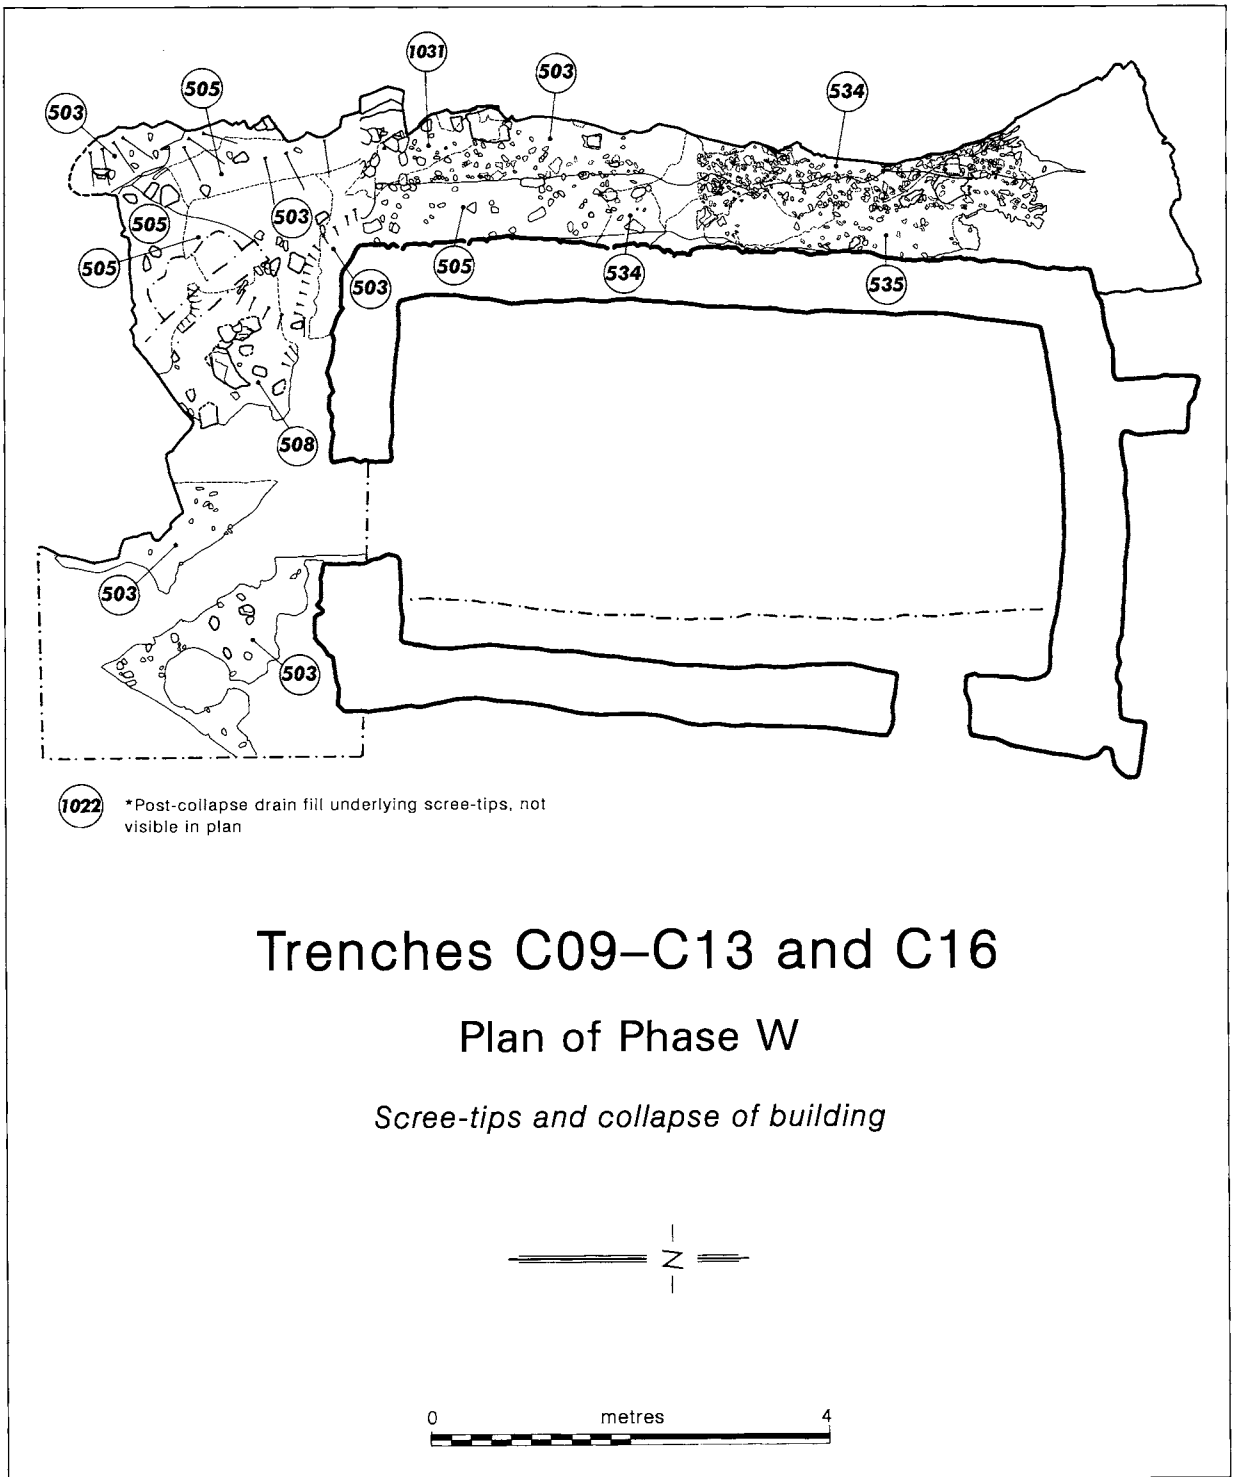 1031
503
505
534
503
505
503
505
503
505
534
535
508
503
503
1022
*Post-collapse drain fill underlying scree-tips, not
visible in plan
Trenches C09–C13 and C16
Plan of Phase W
Scree-tips and collapse of building
N
0 metres 4